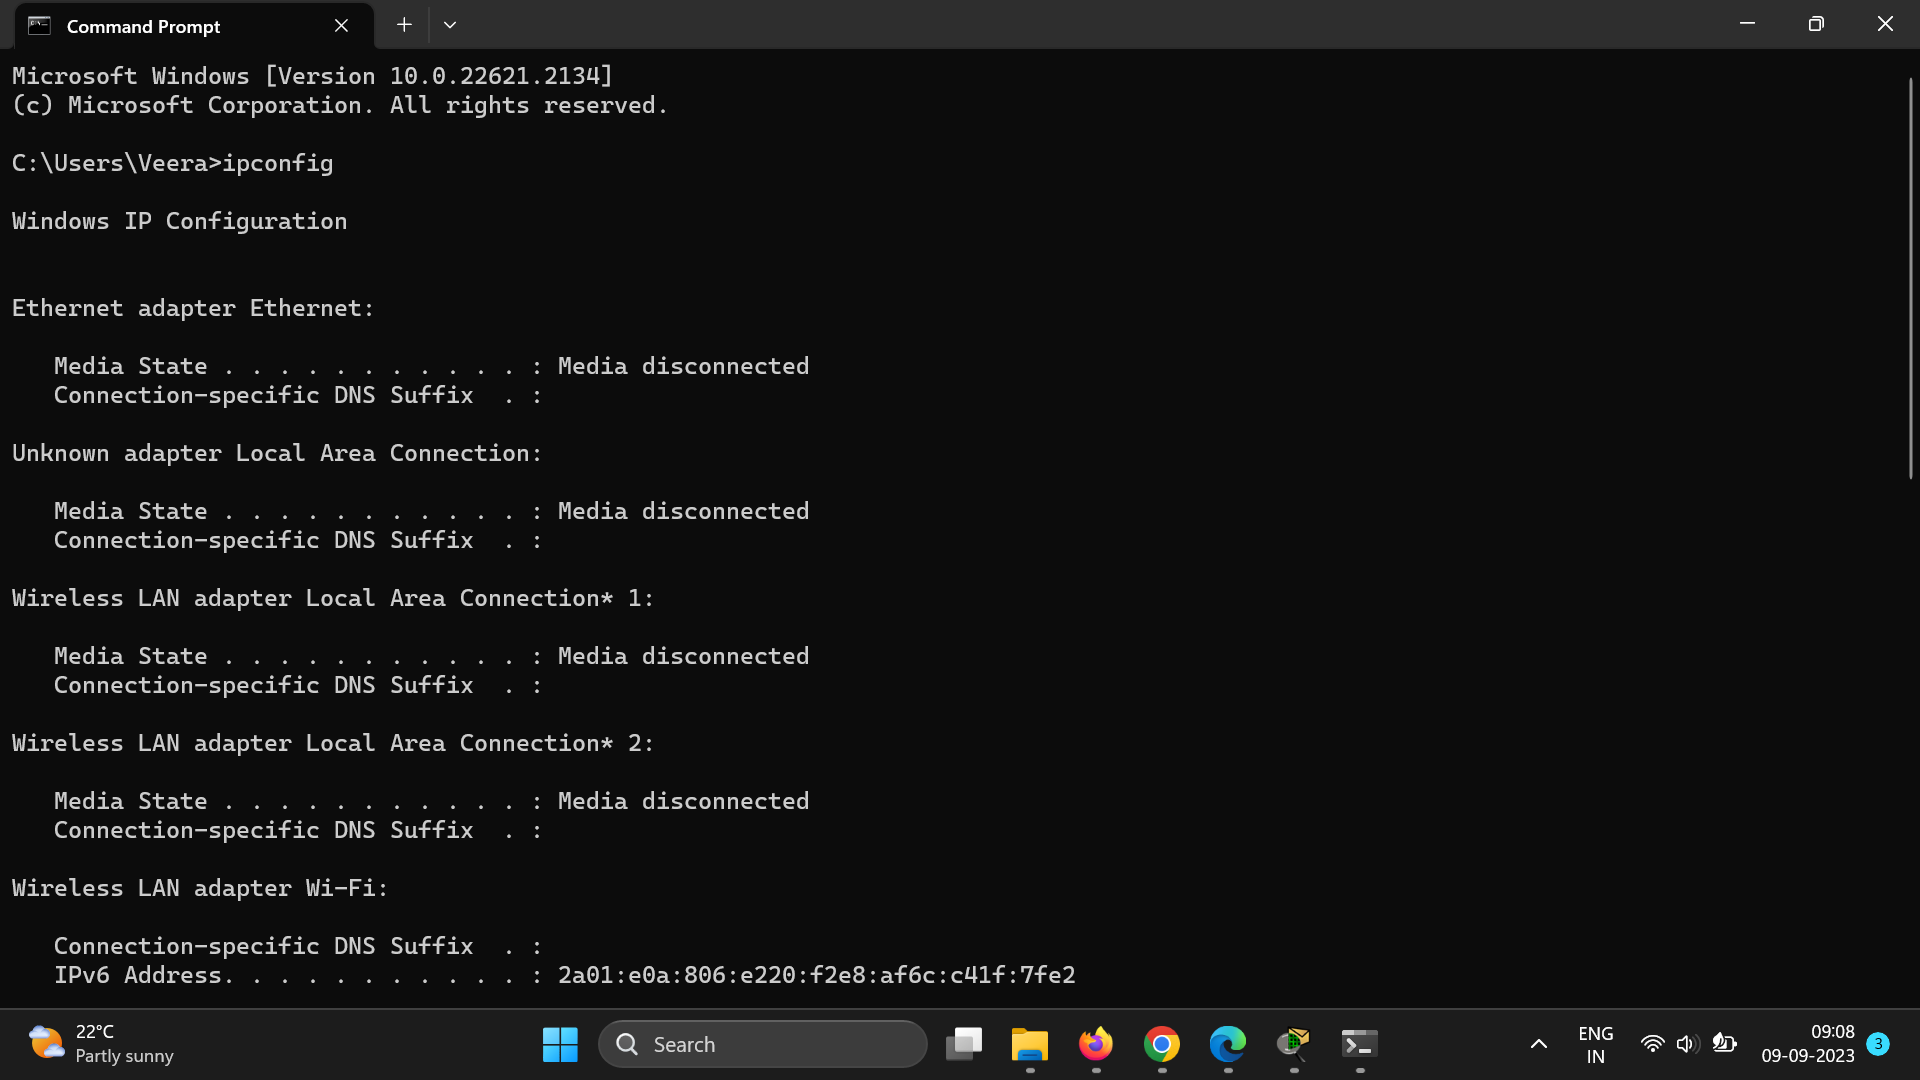 Command Prompt
Microsoft Windows [Version 10.0.22621.2134]
(c) Microsoft Corporation. All rights reserved.
C:\Users\Veera>ipconfig
Windows IP Configuration
Ethernet adapter Ethernet:
   Media State . . . . . . . . . . . : Media disconnected
   Connection-specific DNS Suffix  . :
Unknown adapter Local Area Connection:
   Media State . . . . . . . . . . . : Media disconnected
   Connection-specific DNS Suffix  . :
Wireless LAN adapter Local Area Connection* 1:
   Media State . . . . . . . . . . . : Media disconnected
   Connection-specific DNS Suffix  . :
Wireless LAN adapter Local Area Connection* 2:
   Media State . . . . . . . . . . . : Media disconnected
   Connection-specific DNS Suffix  . :
Wireless LAN adapter Wi-Fi:
   Connection-specific DNS Suffix  . :
   IPv6 Address. . . . . . . . . . . : 2a01:e0a:806:e220:f2e8:af6c:c41f:7fe2
22°C
Partly sunny
Search
ENG
IN
09:08
09-09-2023
3